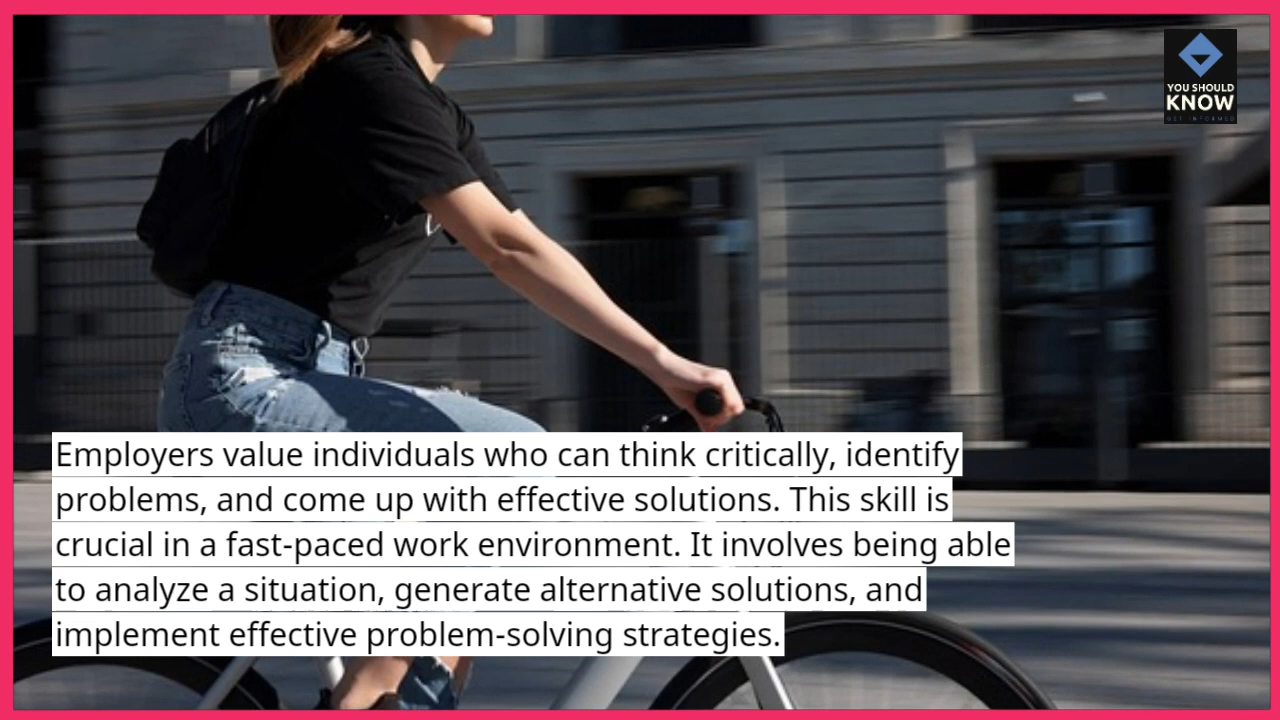 YOU SHOULD
KNOW
GET INFORMED
Employers value individuals who can think critically, identify
problems, and come up with effective solutions. This skill is
crucial in a fast-paced work environment. It involves being able
to analyze a situation, generate alternative solutions, and
implement effective problem-solving strategies.